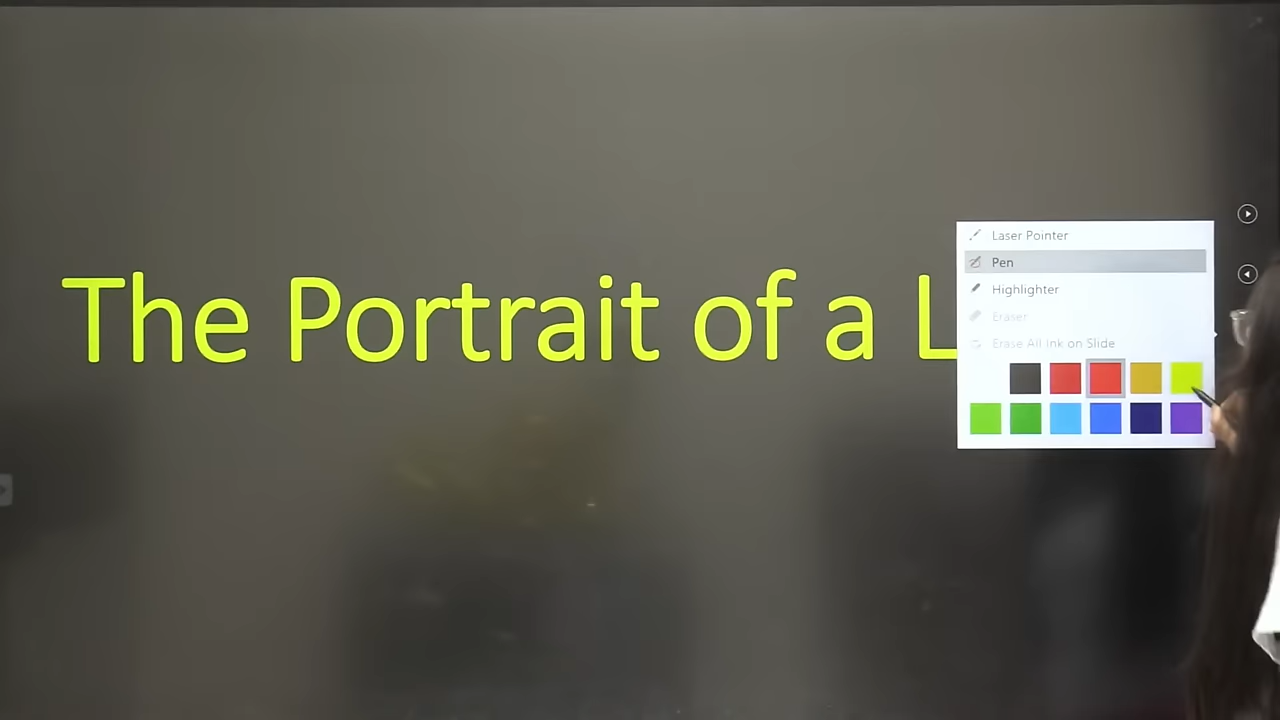 The Portrait of a L
Laser Pointer
Pen
Highlighter
Eraser
Erase All Ink on Slide